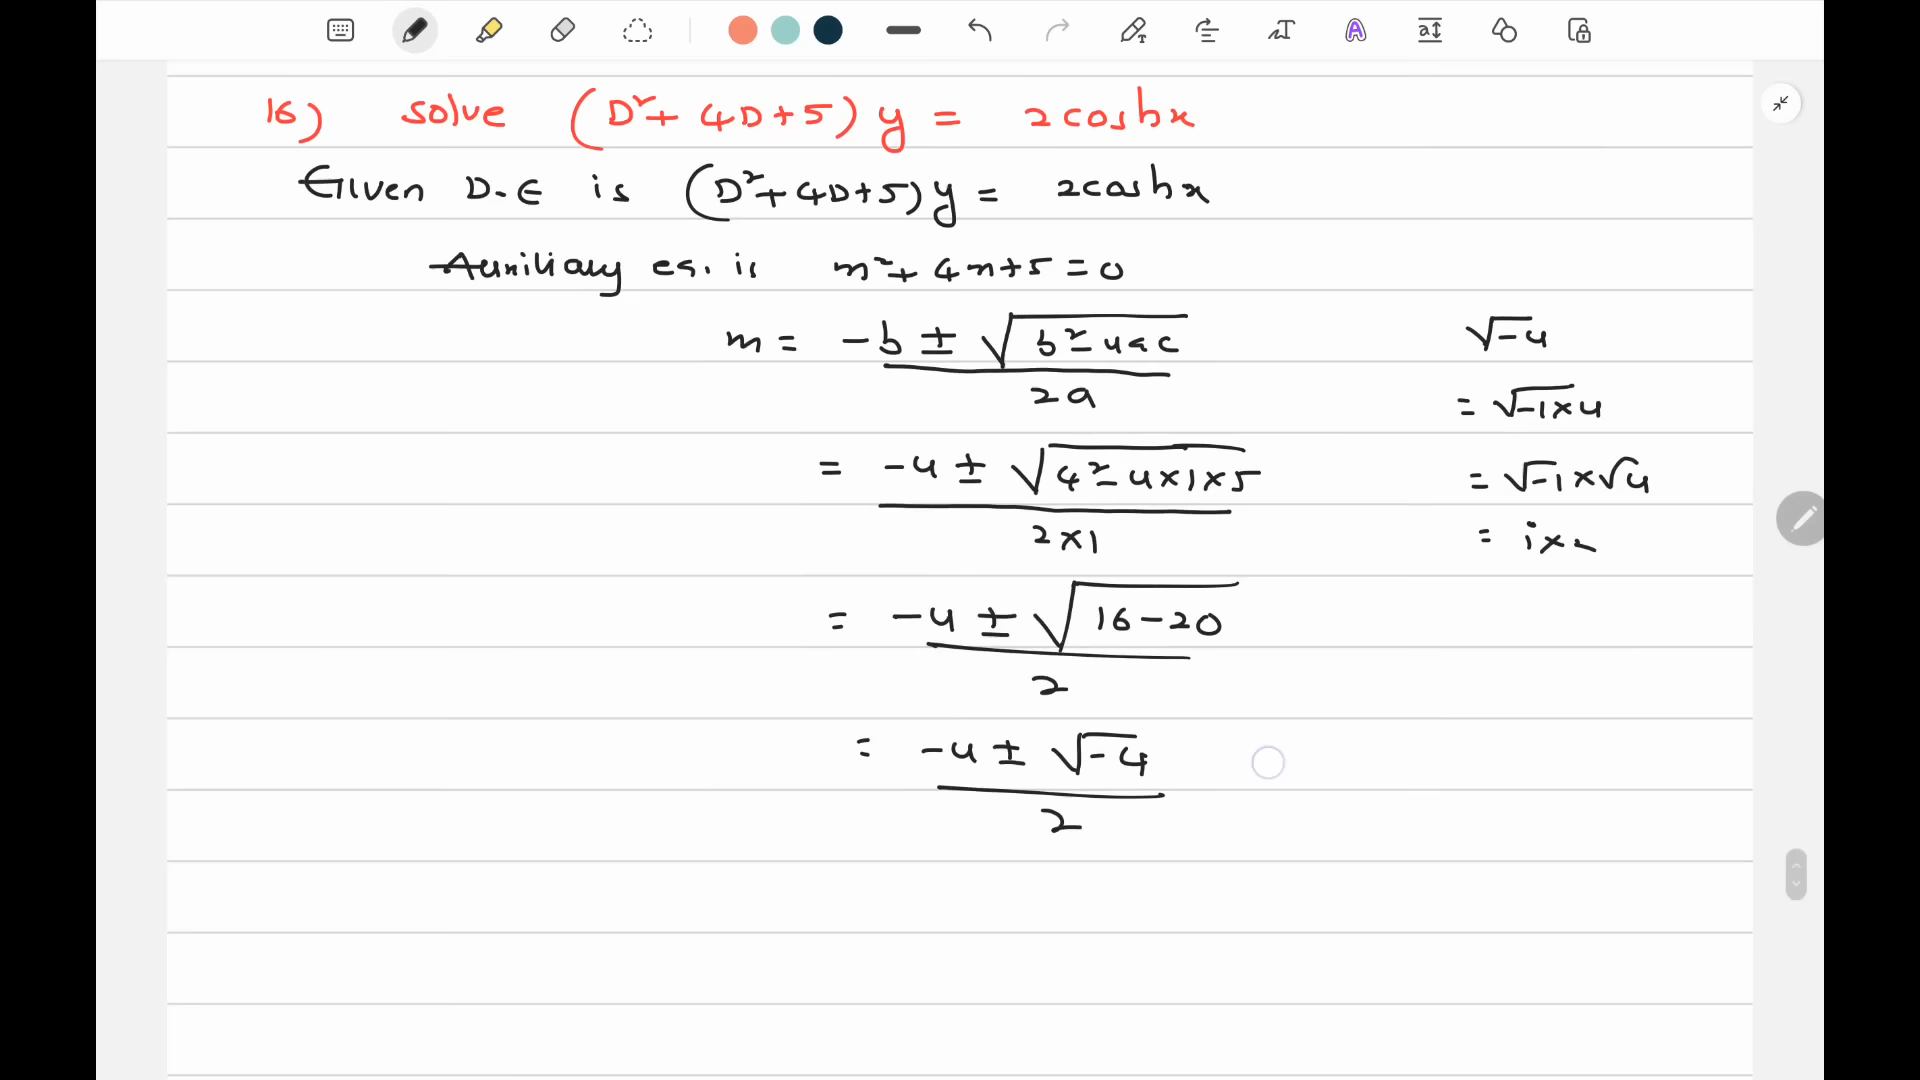 16) solve (D²+ 4D+5) y = 2coshx
Given D.E is (D²+4D+5)y = 2coshx
Auxiliary eq. is m²+ 4m+5 =0
m = -b ± √(b²-4ac) / 2a
√-4
= √-1×4
= -4 ± √(4²-4×1×5) / 2×1
= √-1×√4
= i×2
= -4 ± √(16-20) / 2
= -4 ± √-4 / 2